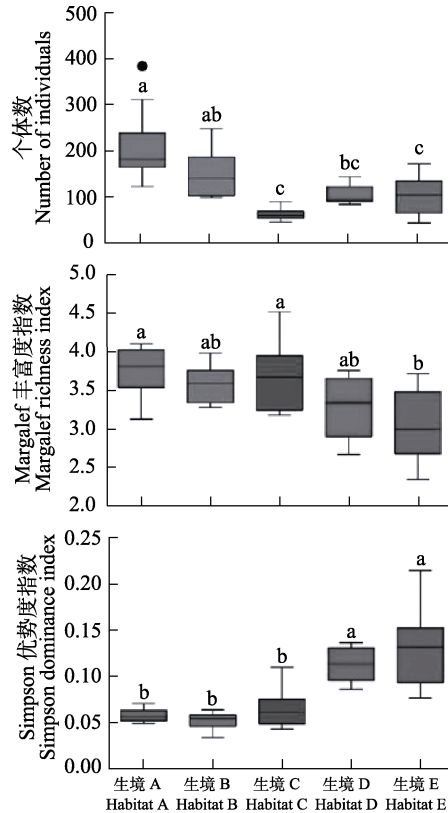 500
400
300
200
100
0
个体数
Number of individuals
a
ab
c
bc
c
5.0
4.5
4.0
3.5
3.0
2.5
2.0
Margalef 丰富度指数
Margalef richness index
a
ab
a
ab
b
0.25
0.20
0.15
0.10
0.05
0.00
Simpson 优势度指数
Simpson dominance index
b
b
b
a
a
生境 A 生境 B 生境 C 生境 D 生境 E
Habitat A Habitat B Habitat C Habitat D Habitat E